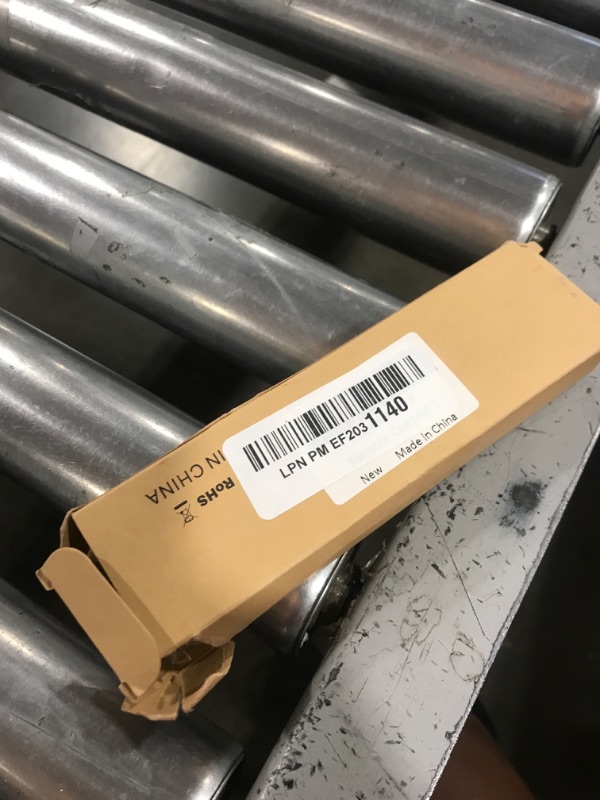 LPN PM EF2031140
New Made in China
RoHS
IN CHINA